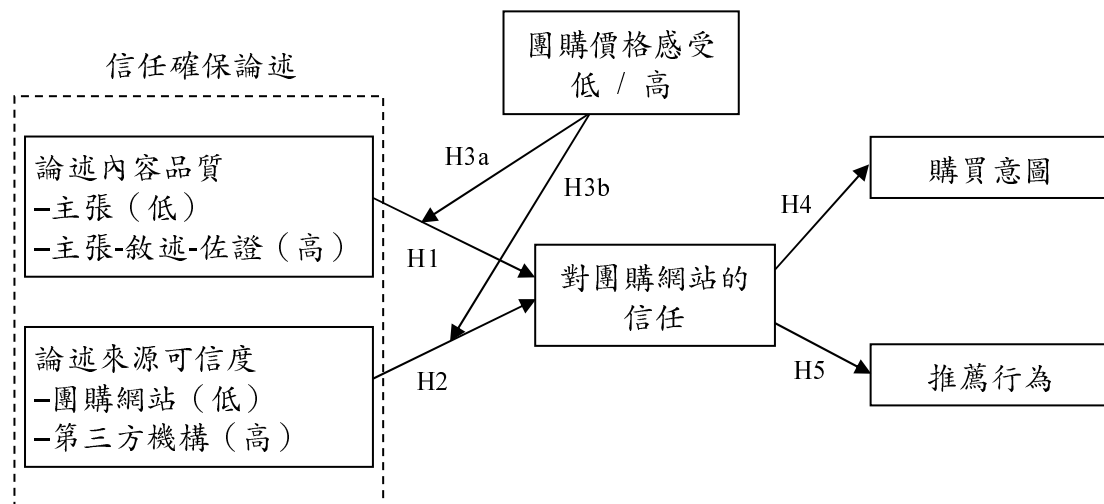 信任確保論述
團購價格感受
低 / 高
論述內容品質
–主張（低）
–主張-敘述-佐證（高）
H3a
H3b
H1
H4
購買意圖
對團購網站的
信任
論述來源可信度
–團購網站（低）
–第三方機構（高）
H2
H5
推薦行為